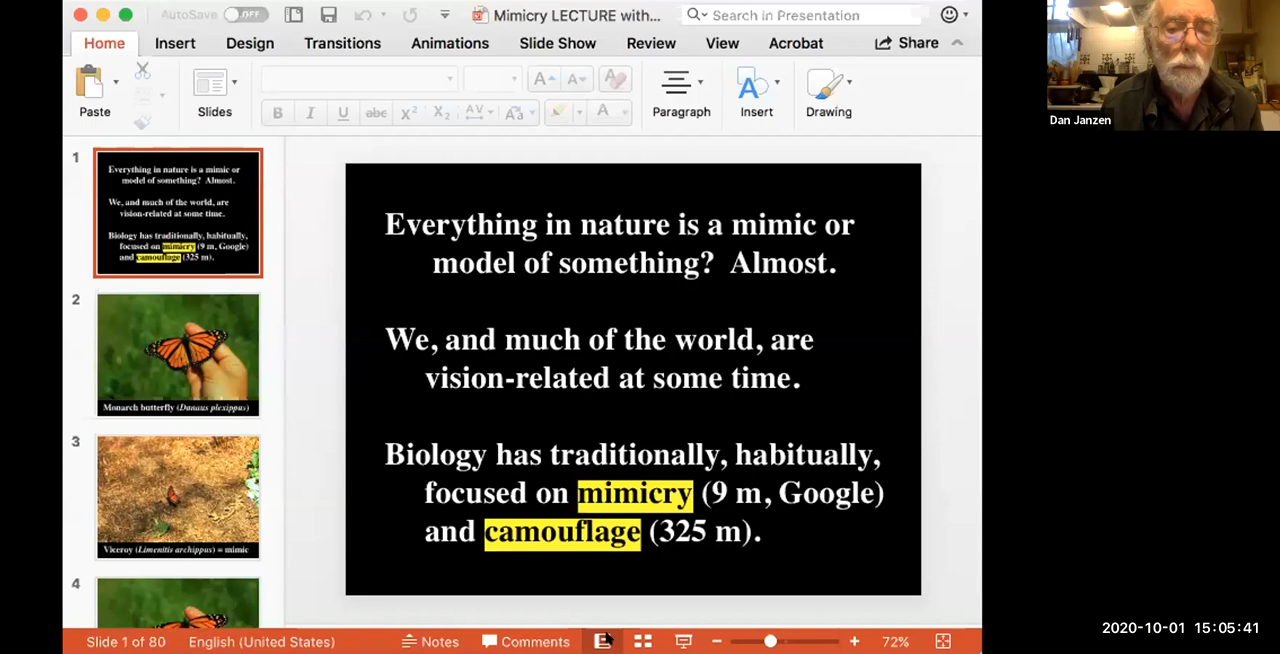 AutoSave OFF
Mimicry LECTURE with...
Search in Presentation
Home Insert Design Transitions Animations Slide Show Review View Acrobat Share
Paste
Slides
B I U abc X² X₂ AV Aa A
A A
Paragraph
Insert
Drawing
Dan Janzen
1
Everything in nature is a mimic or
model of something? Almost.
We, and much of the world, are
vision-related at some time.
Biology has traditionally, habitually,
focused on mimicry (9 m, Google)
and camouflage (325 m).
2
Monarch butterfly (Danaus plexippus)
3
Viceroy (Limenitis archippus) = mimic
4
Everything in nature is a mimic or
model of something? Almost.
We, and much of the world, are
vision-related at some time.
Biology has traditionally, habitually,
focused on mimicry (9 m, Google)
and camouflage (325 m).
Slide 1 of 80 English (United States) Notes Comments 72%
2020-10-01 15:05:41